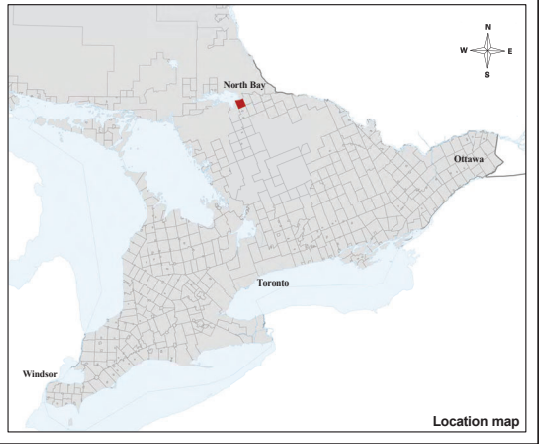 N
W E
S
North Bay
Ottawa
Toronto
Windsor
Location map